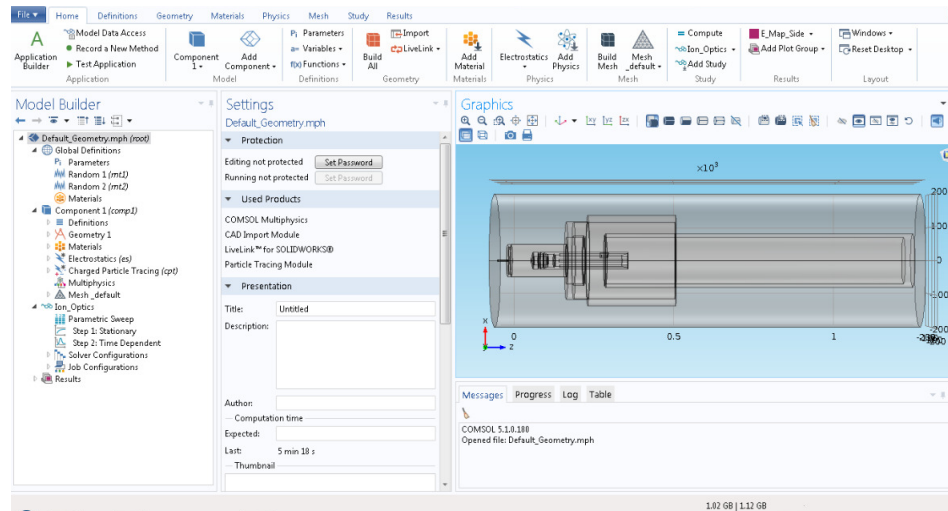 File ▼ Home Definitions Geometry Materials Physics Mesh Study Results
A
Application Builder
Model Data Access
Record a New Method
Test Application
Application
Component 1 ▾
Add Component ▾
Model
Pi Parameters
a= Variables ▾
f(x) Functions ▾
Definitions
Build All
Import
LiveLink ▾
Geometry
Add Material
Materials
Electrostatics ▾
Add Physics
Physics
Build Mesh
Mesh _default ▾
Mesh
= Compute
Ion_Optics ▾
Add Study
Study
E_Map_Side ▾
Add Plot Group ▾
Results
Windows ▾
Reset Desktop ▾
Layout
Model Builder
Default_Geometry.mph (root)
Global Definitions
Pi Parameters
Random 1 (rnt1)
Random 2 (rnt2)
Materials
Component 1 (comp1)
Definitions
Geometry 1
Materials
Electrostatics (es)
Charged Particle Tracing (cpt)
Multiphysics
Mesh _default
Ion_Optics
Parametric Sweep
Step 1: Stationary
Step 2: Time Dependent
Solver Configurations
Job Configurations
Results
Settings
Default_Geometry.mph
Protection
Editing not protected Set Password
Running not protected Set Password
Used Products
COMSOL Multiphysics
CAD Import Module
LiveLink™ for SOLIDWORKS®
Particle Tracing Module
Presentation
Title: Untitled
Description:
Author:
Computation time
Expected:
Last: 5 min 18 s
Thumbnail
Graphics
xy yz zx
×10³
200
100
0
-100
-200
x
y z
0 0.5 1
Messages Progress Log Table
COMSOL 5.1.0.180
Opened file: Default_Geometry.mph
1.02 GB | 1.12 GB